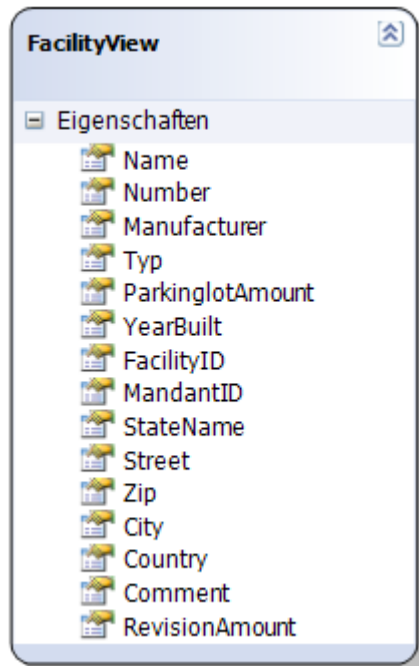 FacilityView
Eigenschaften
Name
Number
Manufacturer
Typ
ParkinglotAmount
YearBuilt
FacilityID
MandantID
StateName
Street
Zip
City
Country
Comment
RevisionAmount